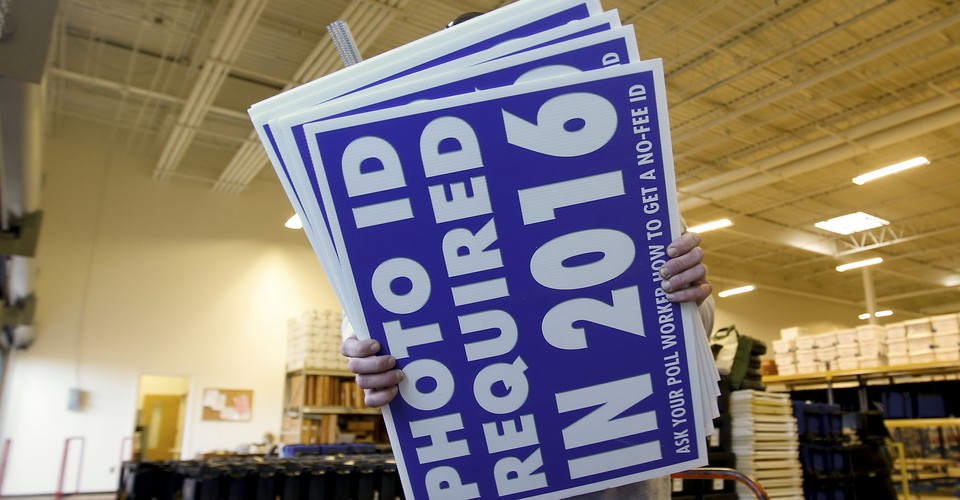 PHOTO ID
REQUIRED
IN 2016
ASK YOUR POLL WORKER HOW TO GET A NO-FEE ID
D